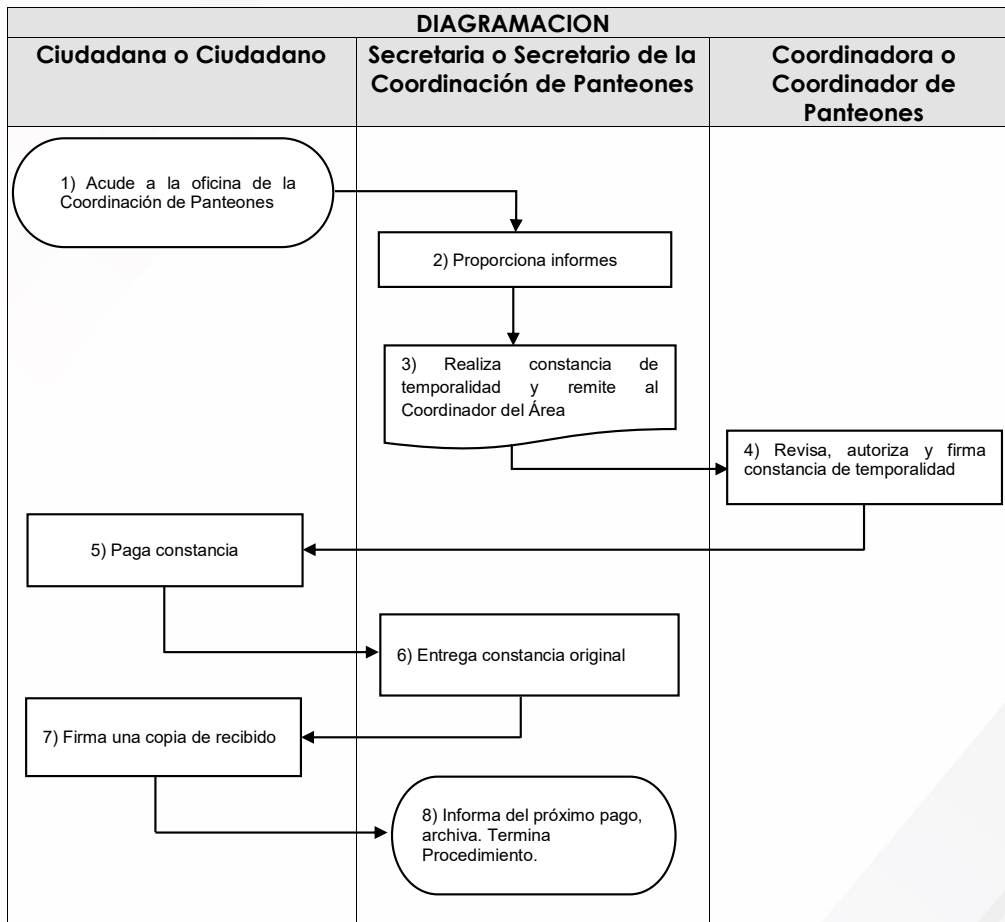 DIAGRAMACION
Ciudadana o Ciudadano
Secretaria o Secretario de la
Coordinación de Panteones
Coordinadora o
Coordinador de
Panteones
1) Acude a la oficina de la
Coordinación de Panteones
2) Proporciona informes
3) Realiza constancia de
temporalidad y remite al
Coordinador del Área
4) Revisa, autoriza y firma
constancia de temporalidad
5) Paga constancia
6) Entrega constancia original
7) Firma una copia de recibido
8) Informa del próximo pago,
archiva. Termina
Procedimiento.